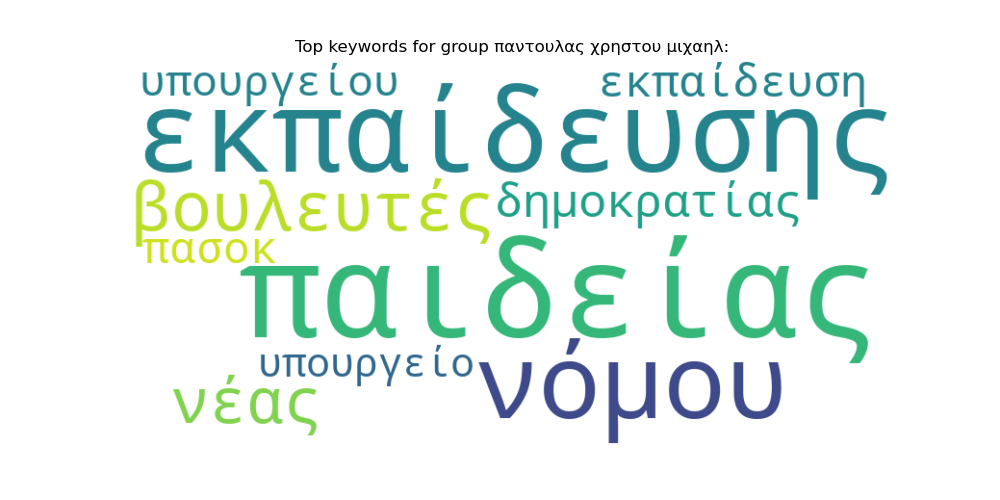 Top keywords for group παντουλας χρηστου μιχαηλ:
υπουργείου εκπαίδευση
εκπαίδευσης
βουλευτές δημοκρατίας
πασοκ
παιδείας
υπουργείο νόμου
νέας